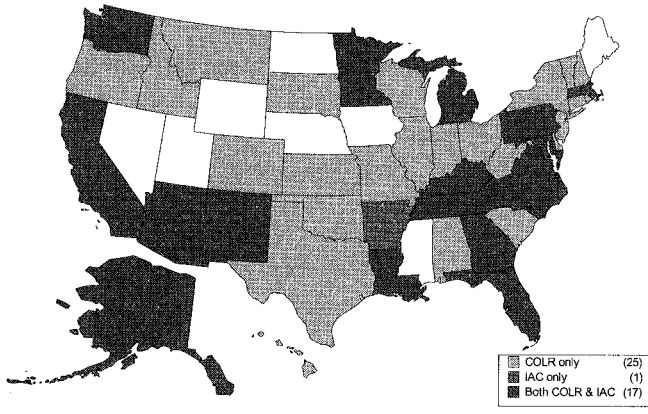 COLR only (25)
IAC only (1)
Both COLR & IAC (17)